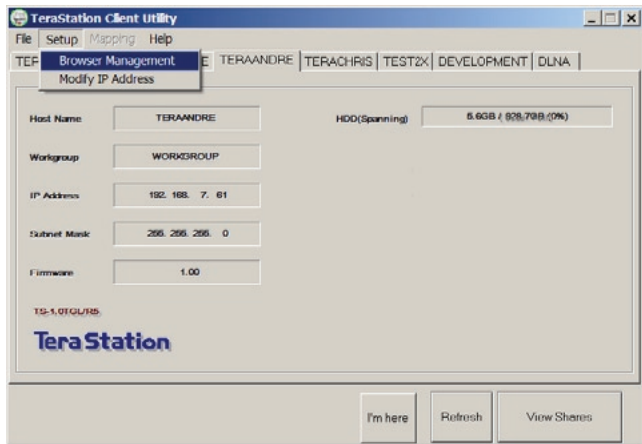 TeraStation Client Utility
File Setup Mapping Help
Browser Management
Modify IP Address
TERAANDRE TERACHRIS TEST2X DEVELOPMENT DLNA
Host Name TERAANDRE HDD(Spanning) 5.6GB / 928.7GB (0%)
Workgroup WORKGROUP
IP Address 192. 168. 7. 61
Subnet Mask 255. 255. 255. 0
Firmware 1.00
TS-1.0TGL/R5
TeraStation
I'm here Refresh View Shares